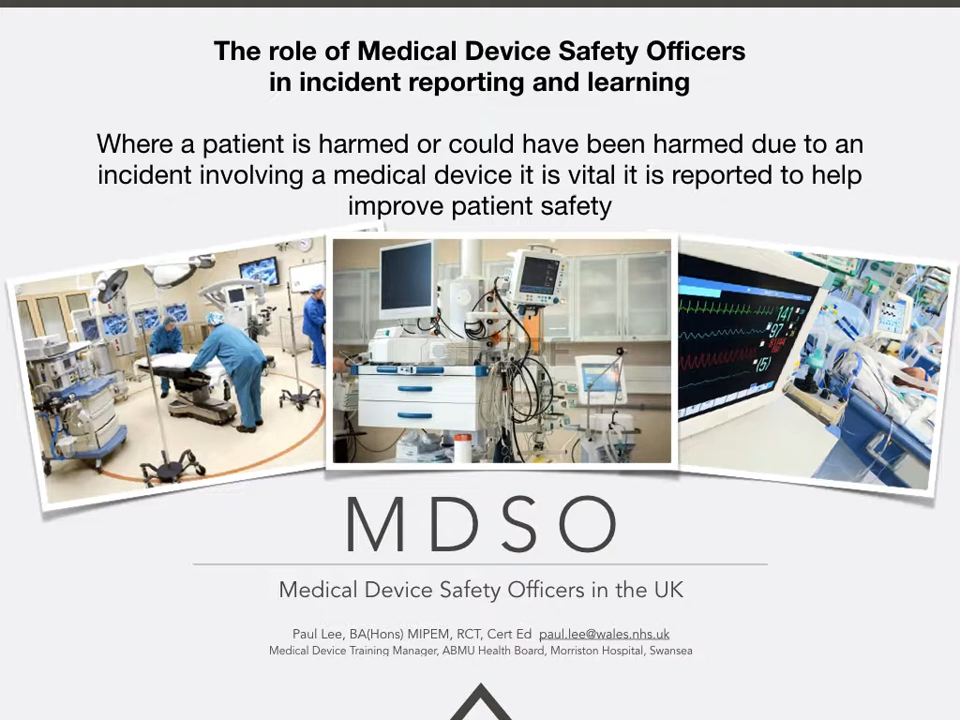 The role of Medical Device Safety Officers
in incident reporting and learning
Where a patient is harmed or could have been harmed due to an
incident involving a medical device it is vital it is reported to help
improve patient safety
141
97
(5)
MDSO
Medical Device Safety Officers in the UK
Paul Lee, BA(Hons) MIPEM, RCT, Cert Ed paul.lee@wales.nhs.uk
Medical Device Training Manager, ABMU Health Board, Morriston Hospital, Swansea